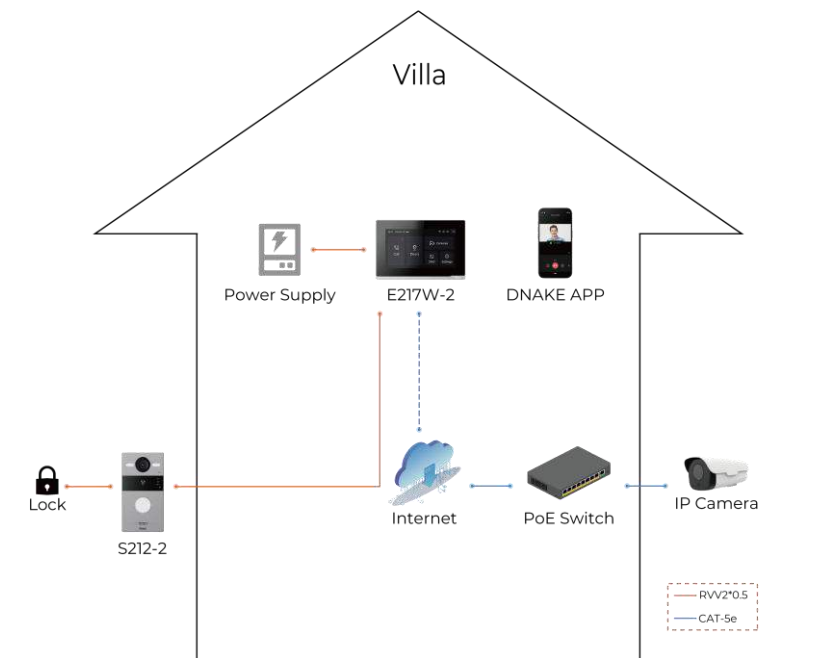 Villa
Power Supply
E217W-2
DNAKE APP
Lock
S212-2
Internet
PoE Switch
IP Camera
RVV2*0.5
CAT-5e